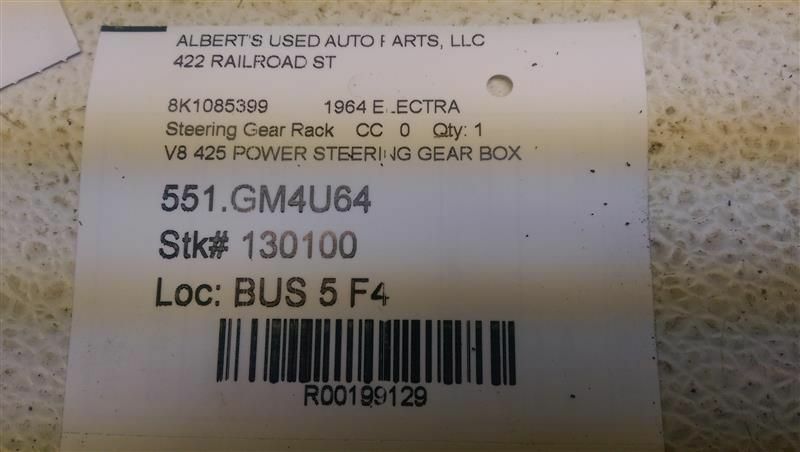 ALBERT'S USED AUTO PARTS, LLC
422 RAILROAD ST
8K1085399 1964 ELECTRA
Steering Gear Rack CC 0 Qty: 1
V8 425 POWER STEERING GEAR BOX
551.GM4U64
Stk# 130100
Loc: BUS 5 F4
R00199129